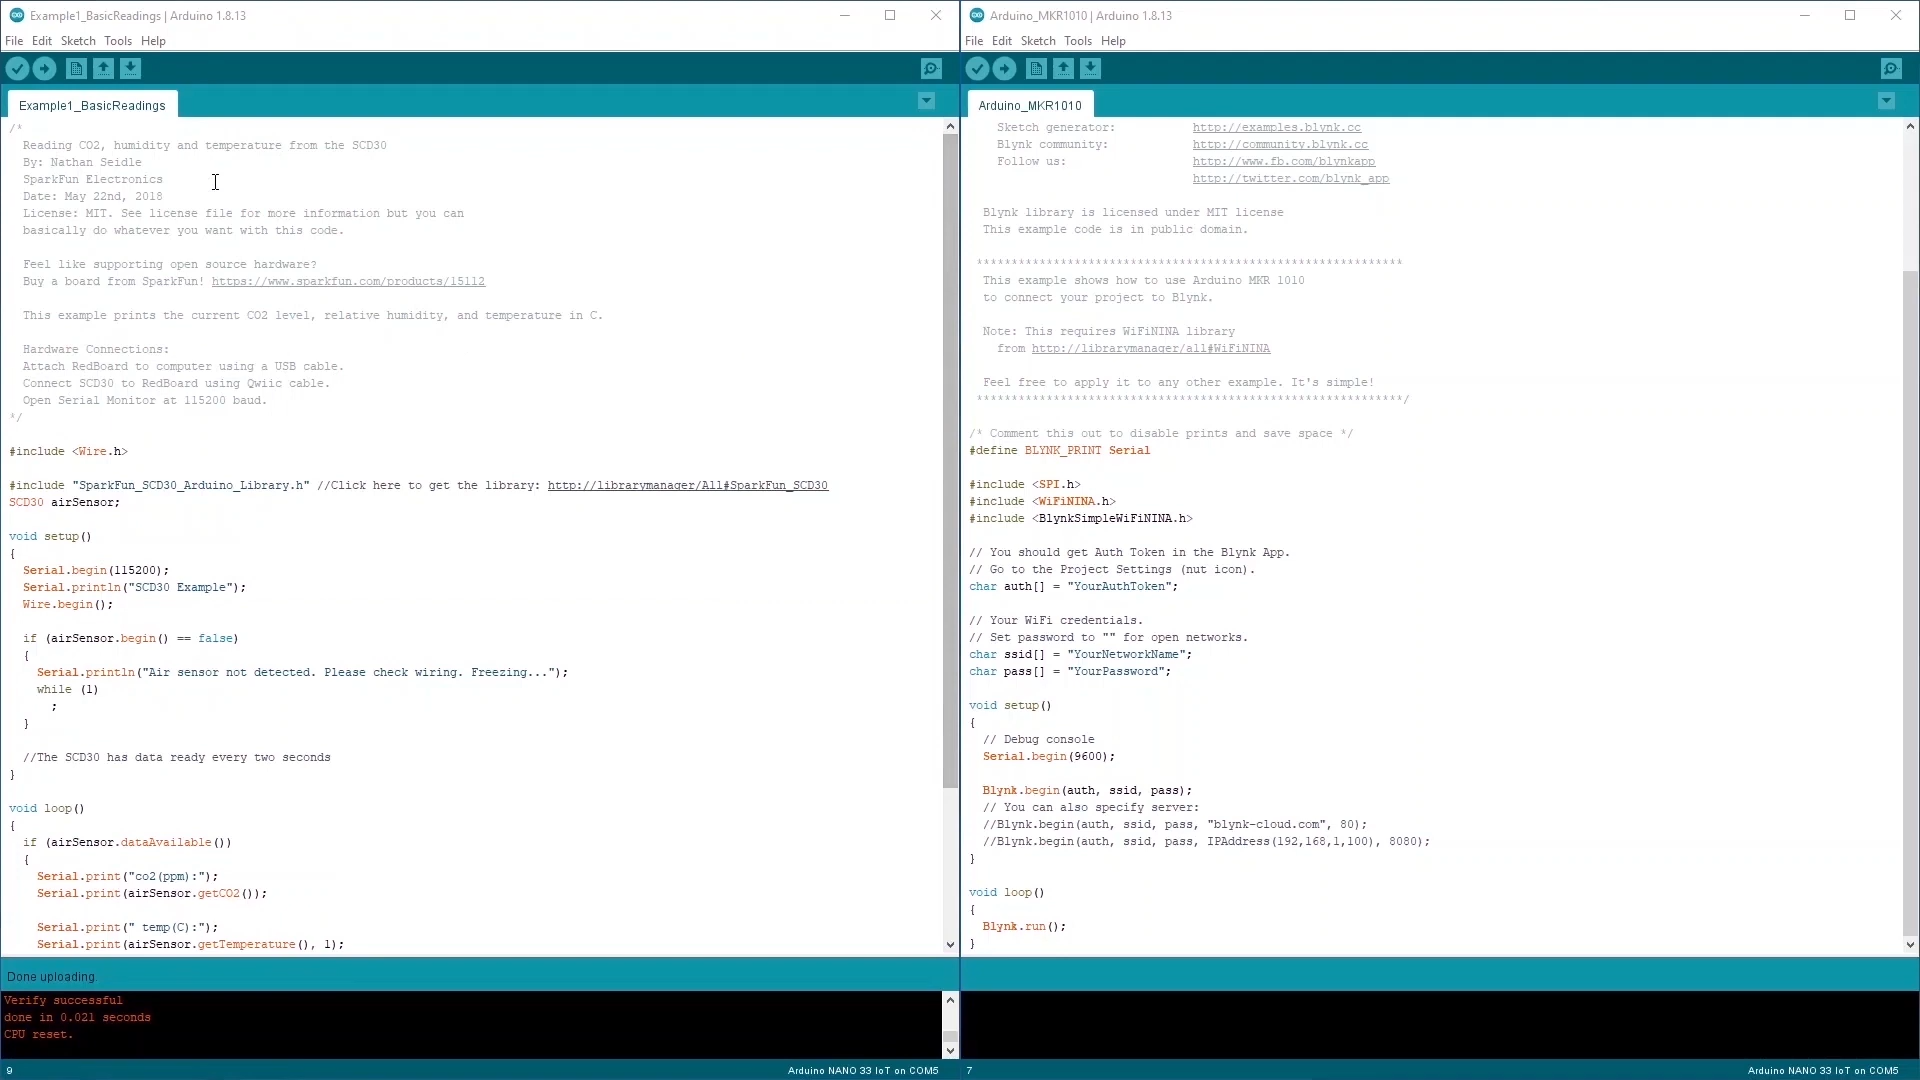 Example1_BasicReadings | Arduino 1.8.13
File Edit Sketch Tools Help
Example1_BasicReadings
/*
Reading CO2, humidity and temperature from the SCD30
By: Nathan Seidle
SparkFun Electronics
Date: May 22nd, 2018
License: MIT. See license file for more information but you can
basically do whatever you want with this code.
Feel like supporting open source hardware?
Buy a board from SparkFun! https://www.sparkfun.com/products/15112
This example prints the current CO2 level, relative humidity, and temperature in C.
Hardware Connections:
Attach RedBoard to computer using a USB cable.
Connect SCD30 to RedBoard using Qwiic cable.
Open Serial Monitor at 115200 baud.
*/
#include <Wire.h>
#include "SparkFun_SCD30_Arduino_Library.h" //Click here to get the library: http://librarymanager/All#SparkFun_SCD30
SCD30 airSensor;
void setup()
{
Serial.begin(115200);
Serial.println("SCD30 Example");
Wire.begin();
if (airSensor.begin() == false)
{
Serial.println("Air sensor not detected. Please check wiring. Freezing...");
while (1)
;
}
//The SCD30 has data ready every two seconds
}
void loop()
{
if (airSensor.dataAvailable())
{
Serial.print("co2(ppm):");
Serial.print(airSensor.getCO2());
Serial.print(" temp(C):");
Serial.print(airSensor.getTemperature(), 1);
Done uploading.
Verify successful
done in 0.021 seconds
CPU reset.
9
Arduino NANO 33 IoT on COM5
Arduino_MKR1010 | Arduino 1.8.13
File Edit Sketch Tools Help
Arduino_MKR1010
Sketch generator: http://examples.blynk.cc
Blynk community: http://community.blynk.cc
Follow us: http://www.fb.com/blynkapp
http://twitter.com/blynk_app
Blynk library is licensed under MIT license
This example code is in public domain.
*************************************************************
This example shows how to use Arduino MKR 1010
to connect your project to Blynk.
Note: This requires WiFiNINA library
from http://librarymanager/all#WiFiNINA
Feel free to apply it to any other example. It's simple!
*************************************************************/
/* Comment this out to disable prints and save space */
#define BLYNK_PRINT Serial
#include <SPI.h>
#include <WiFiNINA.h>
#include <BlynkSimpleWiFiNINA.h>
// You should get Auth Token in the Blynk App.
// Go to the Project Settings (nut icon).
char auth[] = "YourAuthToken";
// Your WiFi credentials.
// Set password to "" for open networks.
char ssid[] = "YourNetworkName";
char pass[] = "YourPassword";
void setup()
{
// Debug console
Serial.begin(9600);
Blynk.begin(auth, ssid, pass);
// You can also specify server:
//Blynk.begin(auth, ssid, pass, "blynk-cloud.com", 80);
//Blynk.begin(auth, ssid, pass, IPAddress(192,168,1,100), 8080);
}
void loop()
{
Blynk.run();
}
7
Arduino NANO 33 IoT on COM5